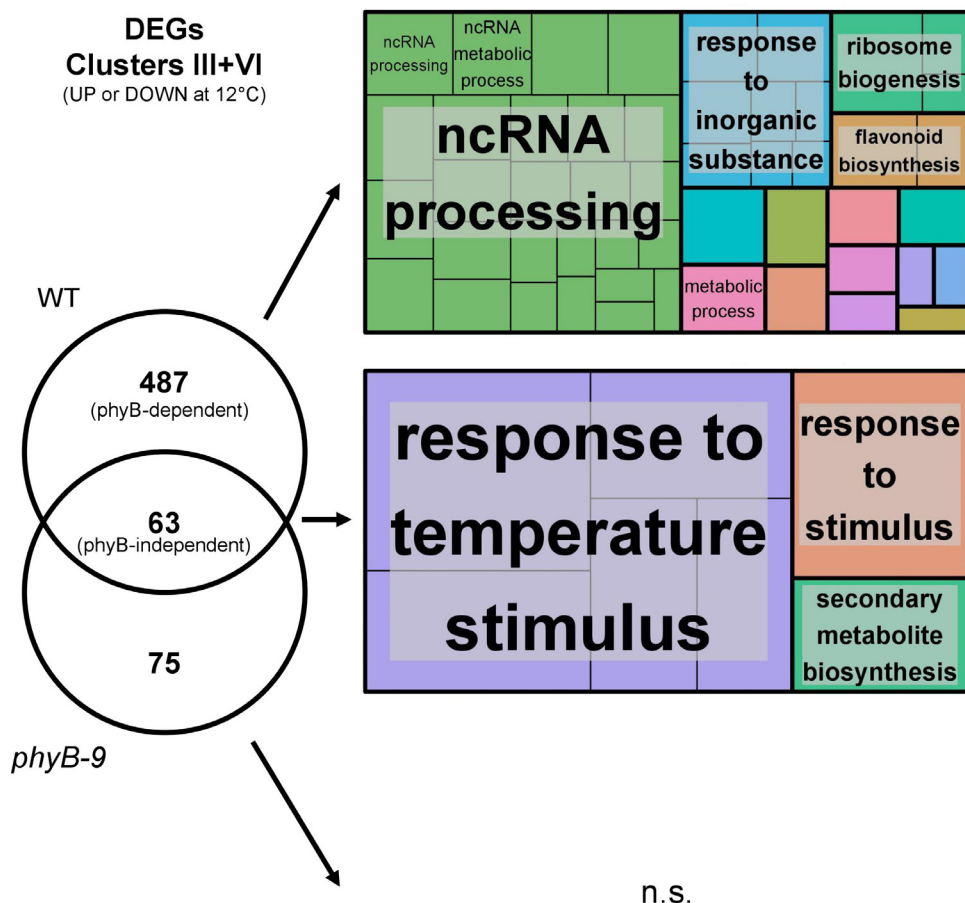 DEGs
Clusters III+VI
(UP or DOWN at 12°C)
WT
487
(phyB-dependent)
63
(phyB-independent)
75
phyB-9
ncRNA
processing
ncRNA
metabolic
process
ncRNA
processing
response
to
inorganic
substance
ribosome
biogenesis
flavonoid
biosynthesis
metabolic
process
response to
temperature
stimulus
response
to
stimulus
secondary
metabolite
biosynthesis
n.s.